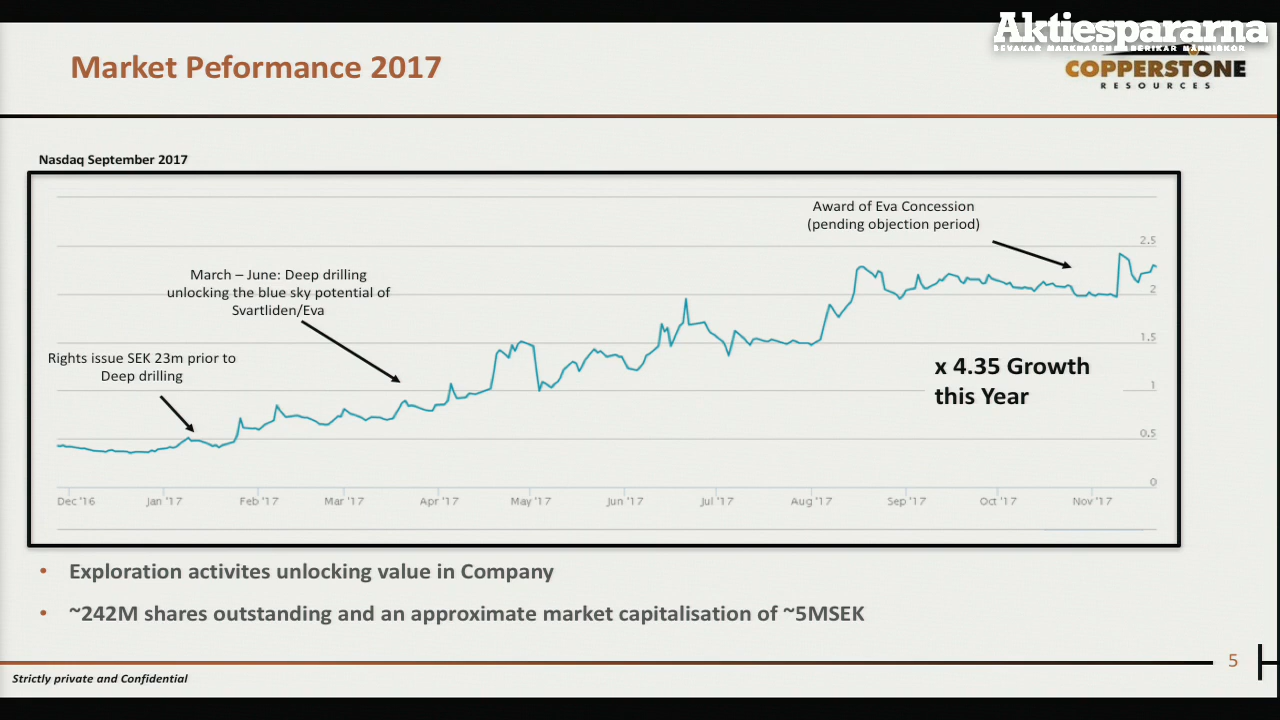 Aktiespararna
BEVAKAR MARKNADEN BERIKAR MÄNNISKOR
Market Peformance 2017
COPPERSTONE
RESOURCES
Nasdaq September 2017
Award of Eva Concession
(pending objection period)
2.5
March – June: Deep drilling
unlocking the blue sky potential of
Svartliden/Eva
2
1.5
Rights issue SEK 23m prior to
Deep drilling
x 4.35 Growth
this Year
1
0.5
0
Dec '16 Jan '17 Feb '17 Mar '17 Apr '17 May '17 Jun '17 Jul '17 Aug '17 Sep '17 Oct '17 Nov '17
• Exploration activites unlocking value in Company
• ~242M shares outstanding and an approximate market capitalisation of ~5MSEK
5
Strictly private and Confidential